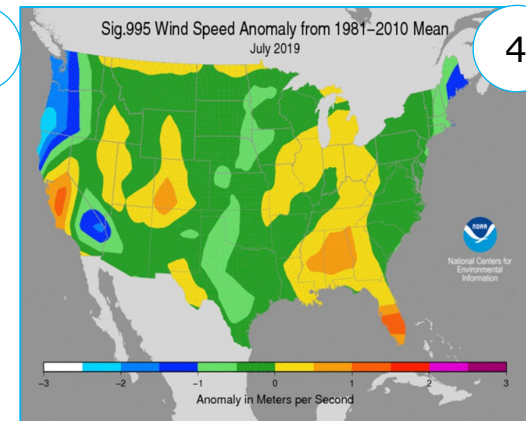 Sig.995 Wind Speed Anomaly from 1981–2010 Mean
July 2019
4
NOAA
National Centers for
Environmental
Information
−3 −2 −1 0 1 2 3
Anomaly in Meters per Second